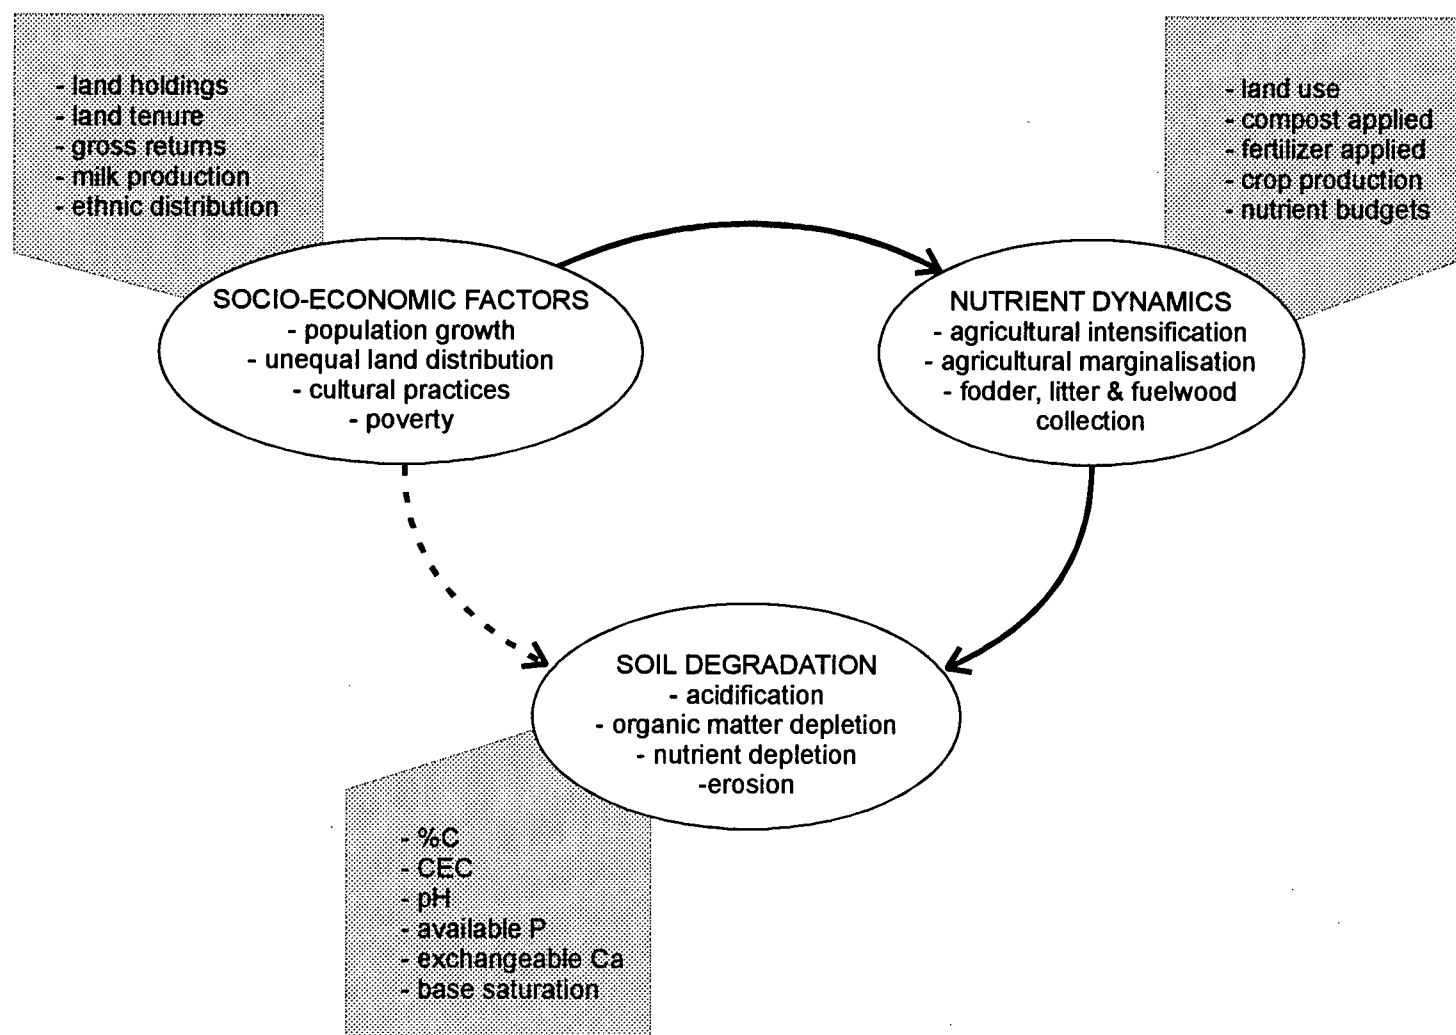 - land holdings
- land tenure
- gross returns
- milk production
- ethnic distribution
- land use
- compost applied
- fertilizer applied
- crop production
- nutrient budgets
SOCIO-ECONOMIC FACTORS
- population growth
- unequal land distribution
- cultural practices
- poverty
NUTRIENT DYNAMICS
- agricultural intensification
- agricultural marginalisation
- fodder, litter & fuelwood
collection
SOIL DEGRADATION
- acidification
- organic matter depletion
- nutrient depletion
-erosion
- %C
- CEC
- pH
- available P
- exchangeable Ca
- base saturation